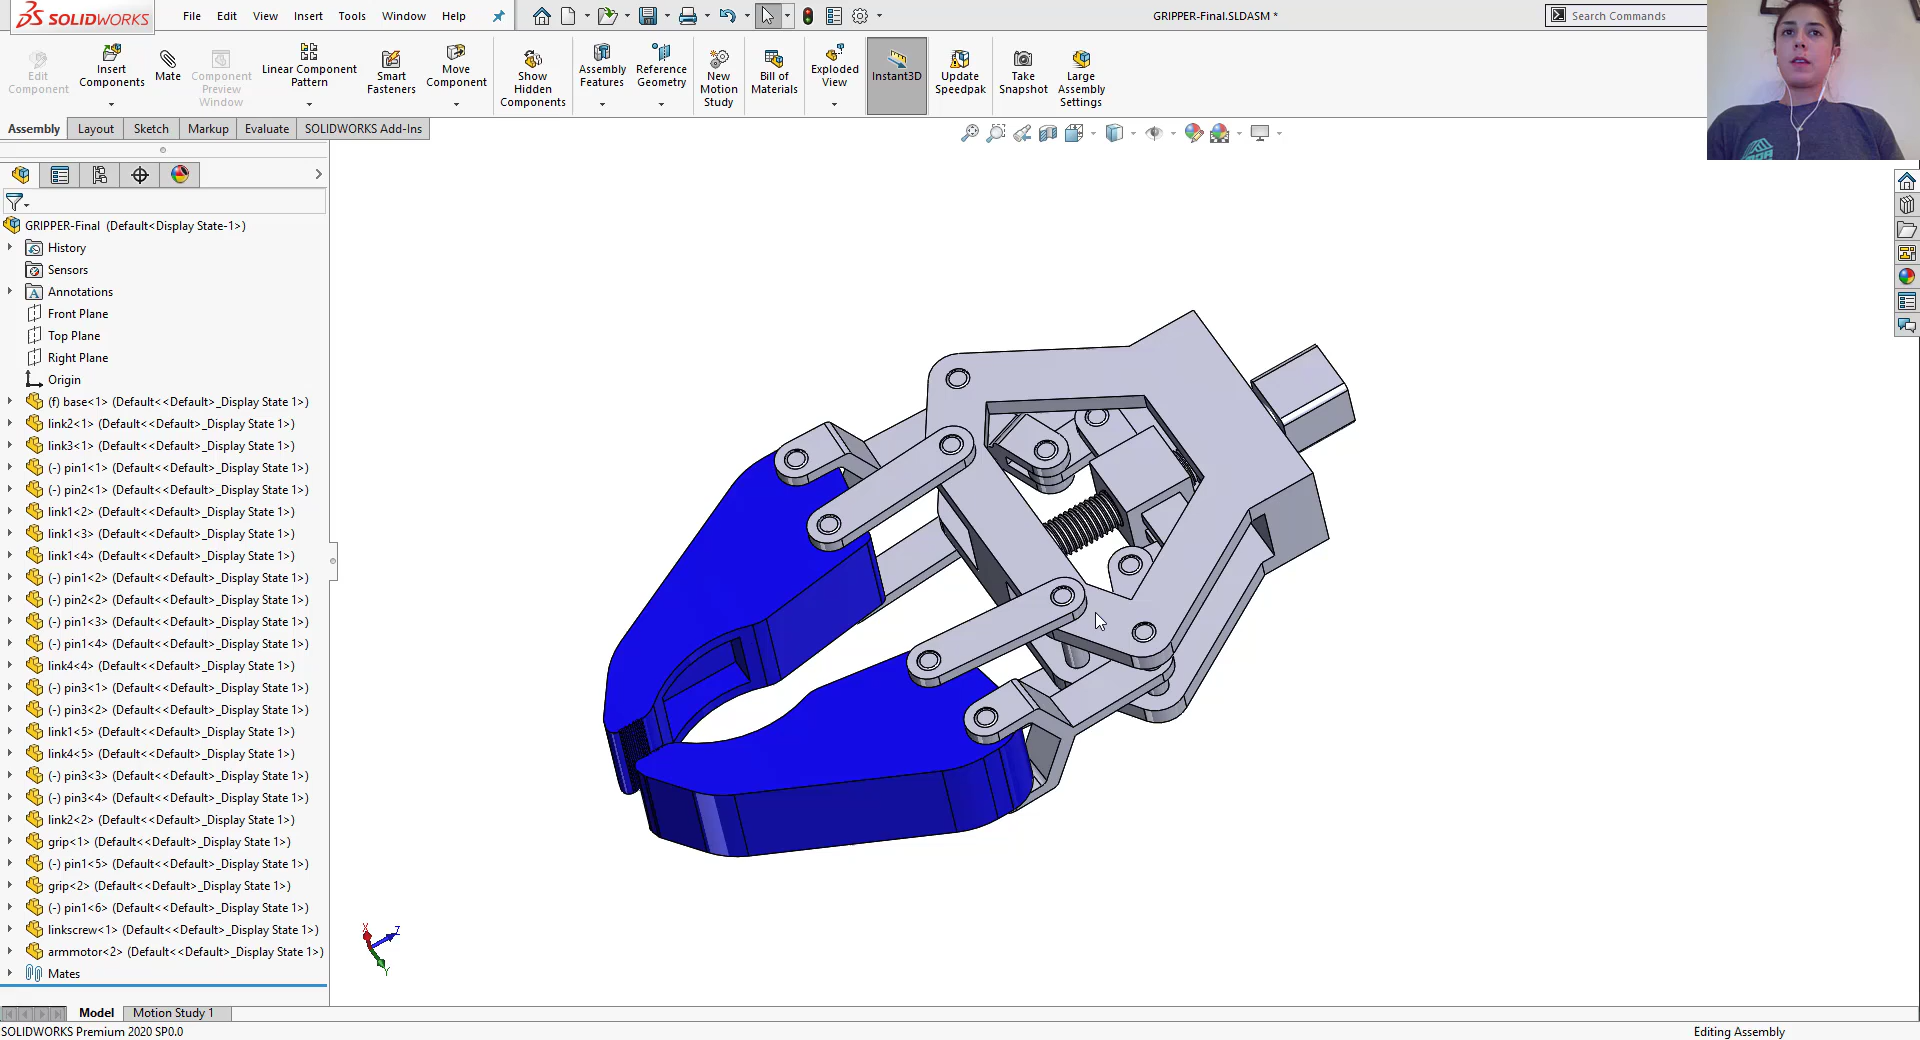 SOLIDWORKS
File Edit View Insert Tools Window Help
GRIPPER-Final.SLDASM *
Search Commands
Edit Component
Insert Components
Mate
Component Preview Window
Linear Component Pattern
Smart Fasteners
Move Component
Show Hidden Components
Assembly Features
Reference Geometry
New Motion Study
Bill of Materials
Exploded View
Instant3D
Update Speedpak
Take Snapshot
Large Assembly Settings
Assembly Layout Sketch Markup Evaluate SOLIDWORKS Add-Ins
GRIPPER-Final (Default<Display State-1>)
History
Sensors
Annotations
Front Plane
Top Plane
Right Plane
Origin
(f) base<1> (Default<<Default>_Display State 1>)
link2<1> (Default<<Default>_Display State 1>)
link3<1> (Default<<Default>_Display State 1>)
(-) pin1<1> (Default<<Default>_Display State 1>)
(-) pin2<1> (Default<<Default>_Display State 1>)
link1<2> (Default<<Default>_Display State 1>)
link1<3> (Default<<Default>_Display State 1>)
link1<4> (Default<<Default>_Display State 1>)
(-) pin1<2> (Default<<Default>_Display State 1>)
(-) pin2<2> (Default<<Default>_Display State 1>)
(-) pin1<3> (Default<<Default>_Display State 1>)
(-) pin1<4> (Default<<Default>_Display State 1>)
link4<4> (Default<<Default>_Display State 1>)
(-) pin3<1> (Default<<Default>_Display State 1>)
(-) pin3<2> (Default<<Default>_Display State 1>)
link1<5> (Default<<Default>_Display State 1>)
link4<5> (Default<<Default>_Display State 1>)
(-) pin3<3> (Default<<Default>_Display State 1>)
(-) pin3<4> (Default<<Default>_Display State 1>)
link2<2> (Default<<Default>_Display State 1>)
grip<1> (Default<<Default>_Display State 1>)
(-) pin1<5> (Default<<Default>_Display State 1>)
grip<2> (Default<<Default>_Display State 1>)
(-) pin1<6> (Default<<Default>_Display State 1>)
linkscrew<1> (Default<<Default>_Display State 1>)
armmotor<2> (Default<<Default>_Display State 1>)
Mates
X
Z
Y
Model Motion Study 1
SOLIDWORKS Premium 2020 SP0.0
Editing Assembly